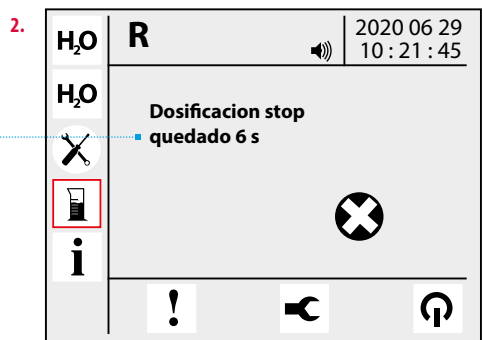 2.
H₂O
R
2020 06 29
10 : 21 : 45
H₂O
Dosificacion stop
quedado 6 s
i
!